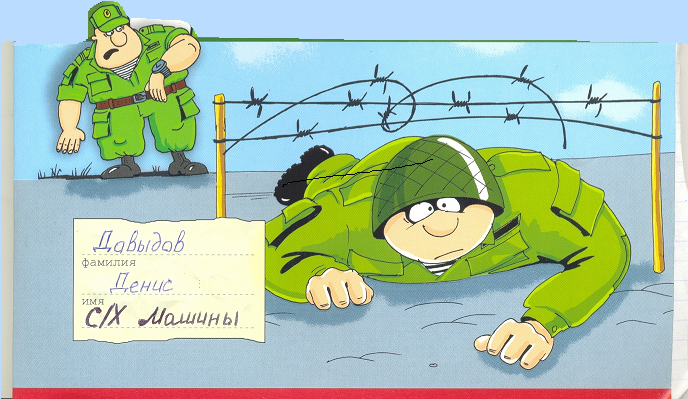 Давыдов
фамилия
Денис
имя
С/Х Машины